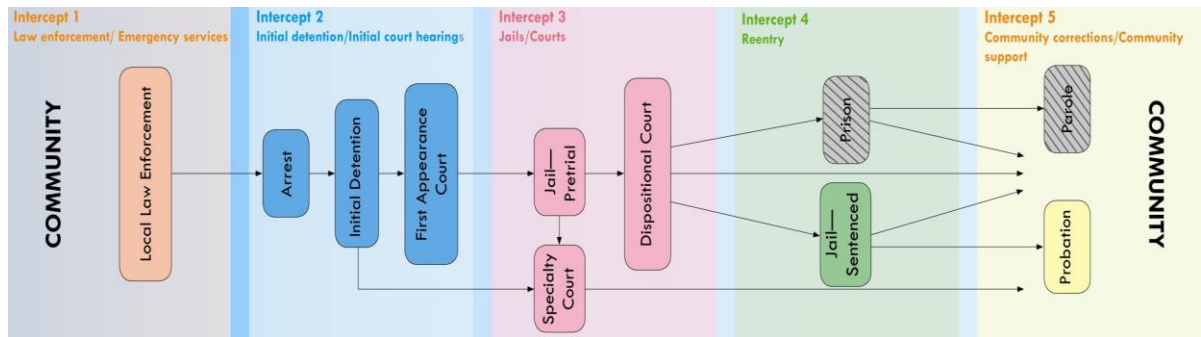 Intercept 1
Law enforcement/ Emergency services
Intercept 2
Initial detention/Initial court hearings
Intercept 3
Jails/Courts
Intercept 4
Reentry
Intercept 5
Community corrections/Community
support
COMMUNITY
Local Law Enforcement
Arrest
Initial Detention
First Appearance
Court
Jail—
Pretrial
Specialty
Court
Dispositional Court
Prison
Jail—
Sentenced
Parole
Probation
COMMUNITY